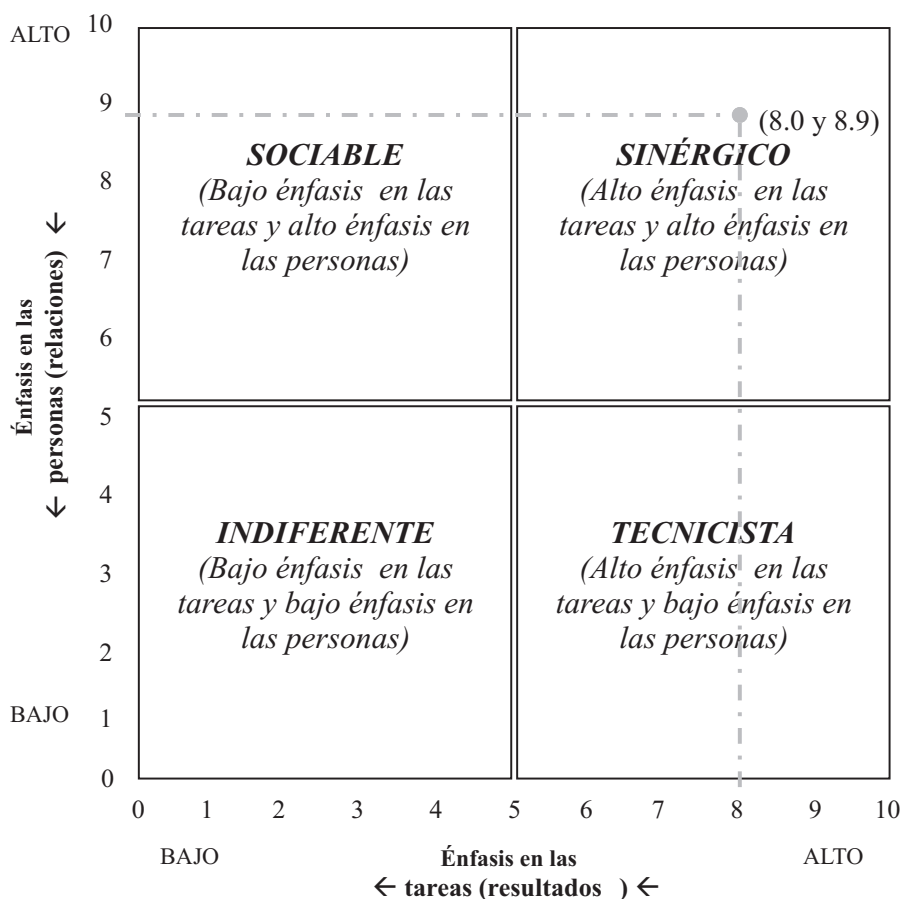 ALTO
10
9
8
7
6
5
4
3
2
1
0
BAJO
Énfasis en las
← personas (relaciones) ←
(8.0 y 8.9)
SOCIABLE
(Bajo énfasis en las
tareas y alto énfasis en
las personas)
SINÉRGICO
(Alto énfasis en las
tareas y alto énfasis en
las personas)
INDIFERENTE
(Bajo énfasis en las
tareas y bajo énfasis en
las personas)
TECNICISTA
(Alto énfasis en las
tareas y bajo énfasis en
las personas)
0 1 2 3 4 5 6 7 8 9 10
BAJO
Énfasis en las
← tareas (resultados ) ←
ALTO